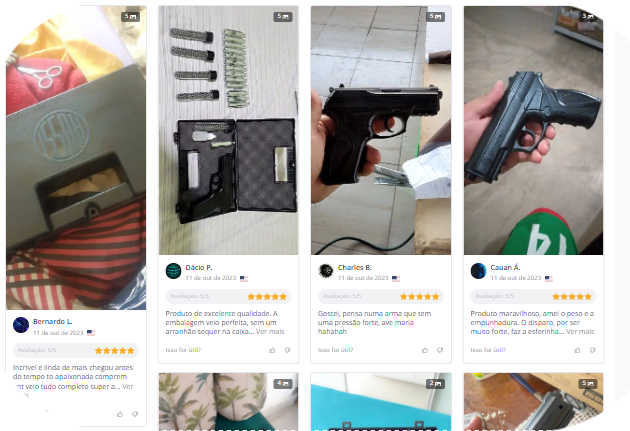 5
5
5
3
Bernardo L.
11 de out de 2023
Avaliação: 5/5
Incrivel e linda de mais chegou antes
do tempo to apaixonada comprem
nt veio tudo completo super a... Ver
Dácio P.
11 de out de 2023
Avaliação: 5/5
Produto de excelente qualidade. A
embalagem veio perfeita, sem um
arranhão sequer na caixa... Ver mais
Isso foi útil?
Charles B.
11 de out de 2023
Avaliação: 5/5
Gostei, pensa numa arma que tem
uma pressão forte, ave maria
hahahah
Isso foi útil?
Cauan Á.
11 de out de 2023
Avaliação: 5/5
Produto maravilhoso, amei o peso e a
empunhadura. O disparo, por ser
muito forte, faz a esferinha... Ver mais
Isso foi útil?
4
2
5